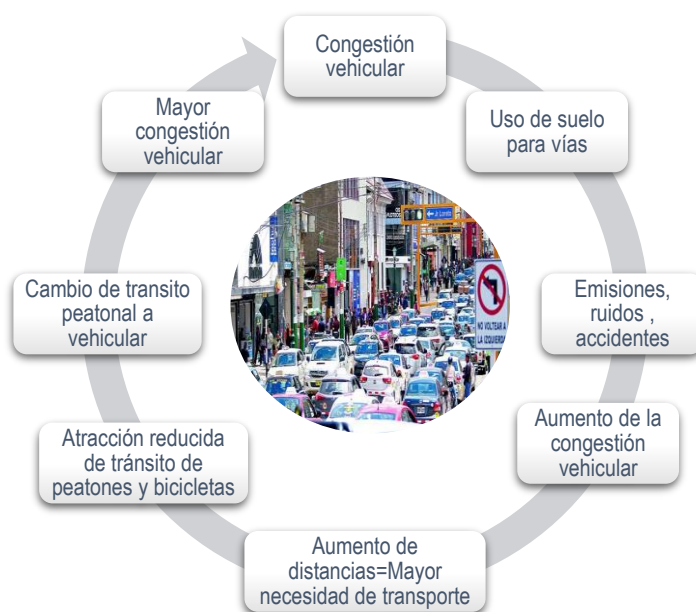 Congestión
vehicular
Uso de suelo
para vías
Emisiones,
ruidos ,
accidentes
Aumento de la
congestión
vehicular
Aumento de
distancias=Mayor
necesidad de transporte
Atracción reducida
de tránsito de
peatones y bicicletas
Cambio de transito
peatonal a
vehicular
Mayor
congestión
vehicular
Jr. Loreto
NO VOLTEAR A
LA IZQUIERDA